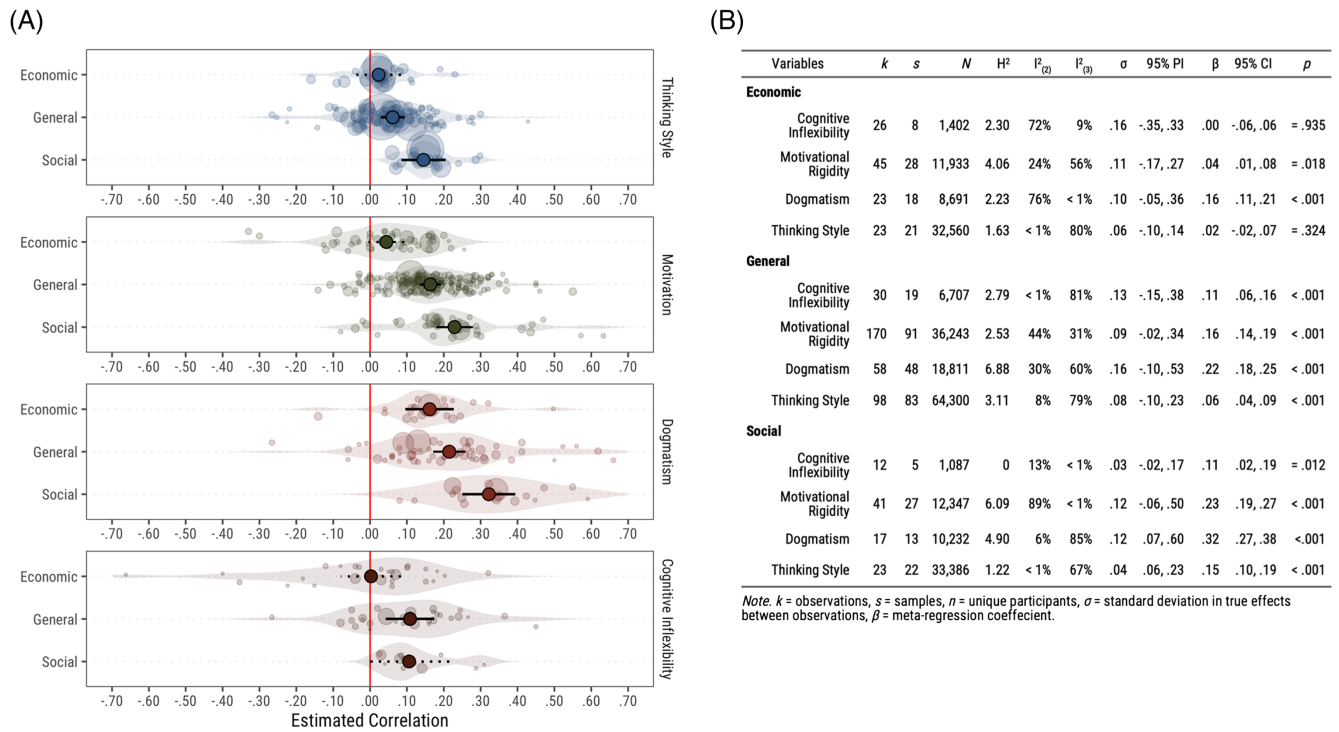 (A)
Economic
General
Social
Thinking Style
-.70 -.60 -.50 -.40 -.30 -.20 -.10 .00 .10 .20 .30 .40 .50 .60 .70
Economic
General
Social
Motivation
-.70 -.60 -.50 -.40 -.30 -.20 -.10 .00 .10 .20 .30 .40 .50 .60 .70
Economic
General
Social
Dogmatism
-.70 -.60 -.50 -.40 -.30 -.20 -.10 .00 .10 .20 .30 .40 .50 .60 .70
Economic
General
Social
Cognitive Inflexibility
-.70 -.60 -.50 -.40 -.30 -.20 -.10 .00 .10 .20 .30 .40 .50 .60 .70
Estimated Correlation
(B)
Variables k s N H² I²(2) I²(3) σ 95% PI β 95% CI p
Economic
Cognitive
Inflexibility 26 8 1,402 2.30 72% 9% .16 -.35, .33 .00 -.06, .06 = .935
Motivational
Rigidity 45 28 11,933 4.06 24% 56% .11 -.17, .27 .04 .01, .08 = .018
Dogmatism 23 18 8,691 2.23 76% < 1% .10 -.05, .36 .16 .11, .21 < .001
Thinking Style 23 21 32,560 1.63 < 1% 80% .06 -.10, .14 .02 -.02, .07 = .324
General
Cognitive
Inflexibility 30 19 6,707 2.79 < 1% 81% .13 -.15, .38 .11 .06, .16 < .001
Motivational
Rigidity 170 91 36,243 2.53 44% 31% .09 -.02, .34 .16 .14, .19 < .001
Dogmatism 58 48 18,811 6.88 30% 60% .16 -.10, .53 .22 .18, .25 < .001
Thinking Style 98 83 64,300 3.11 8% 79% .08 -.10, .23 .06 .04, .09 < .001
Social
Cognitive
Inflexibility 12 5 1,087 0 13% < 1% .03 -.02, .17 .11 .02, .19 = .012
Motivational
Rigidity 41 27 12,347 6.09 89% < 1% .12 -.06, .50 .23 .19, .27 < .001
Dogmatism 17 13 10,232 4.90 6% 85% .12 .07, .60 .32 .27, .38 < .001
Thinking Style 23 22 33,386 1.22 < 1% 67% .04 .06, .23 .15 .10, .19 < .001
Note. k = observations, s = samples, n = unique participants, σ = standard deviation in true effects
between observations, β = meta-regression coeffecient.